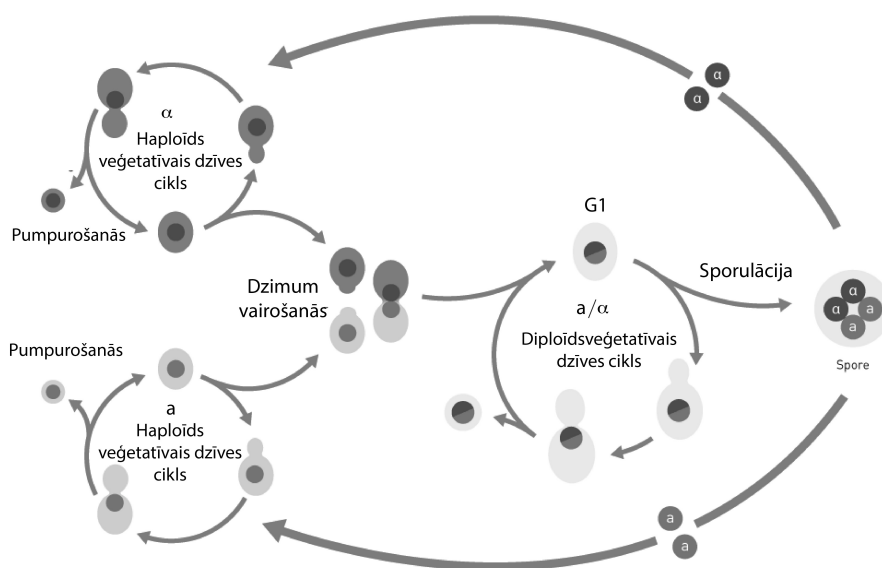 α
α
α
Haploīds
veģetatīvais dzīves
cikls
Pumpurošanās
G1
Dzimum
vairošanās
Sporulācija
a/α
Diploīdsveģetatīvais
dzīves cikls
α
α
a
a
Spore
Pumpurošanās
a
Haploīds
veģetatīvais dzīves
cikls
a
a